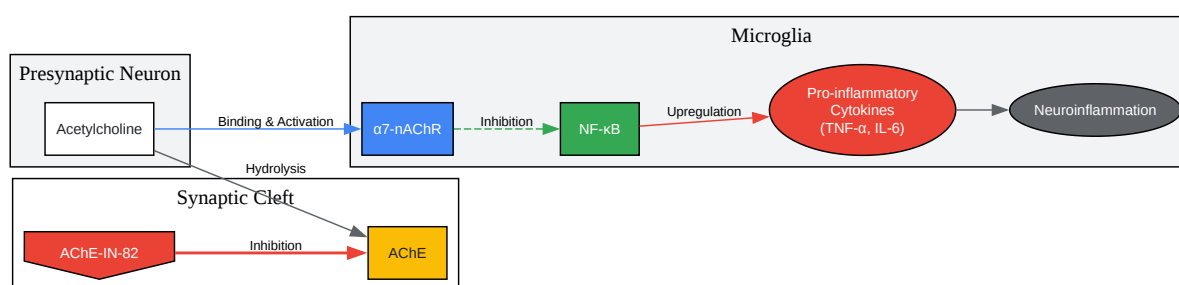 Microglia
Presynaptic Neuron
Acetylcholine
Binding & Activation
α7-nAChR
Inhibition
NF-κB
Upregulation
Pro-inflammatory
Cytokines
(TNF-α, IL-6)
Neuroinflammation
Hydrolysis
Synaptic Cleft
AChE-IN-82
Inhibition
AChE